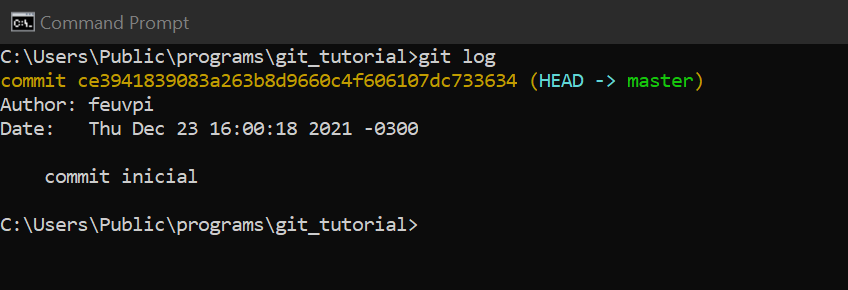 Command Prompt
C:\Users\Public\programs\git_tutorial>git log
commit ce3941839083a263b8d9660c4f606107dc733634 (HEAD -> master)
Author: feuvpi
Date:   Thu Dec 23 16:00:18 2021 -0300
commit inicial
C:\Users\Public\programs\git_tutorial>